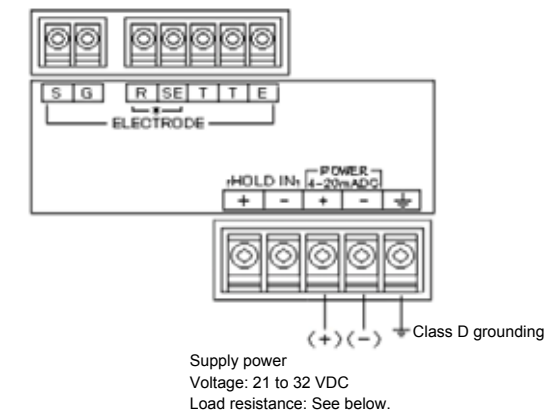 S G R SE T T E
*
ELECTRODE
HOLD IN POWER
4-20mADC
+ - + -
(+) (-) Class D grounding
Supply power
Voltage: 21 to 32 VDC
Load resistance: See below.